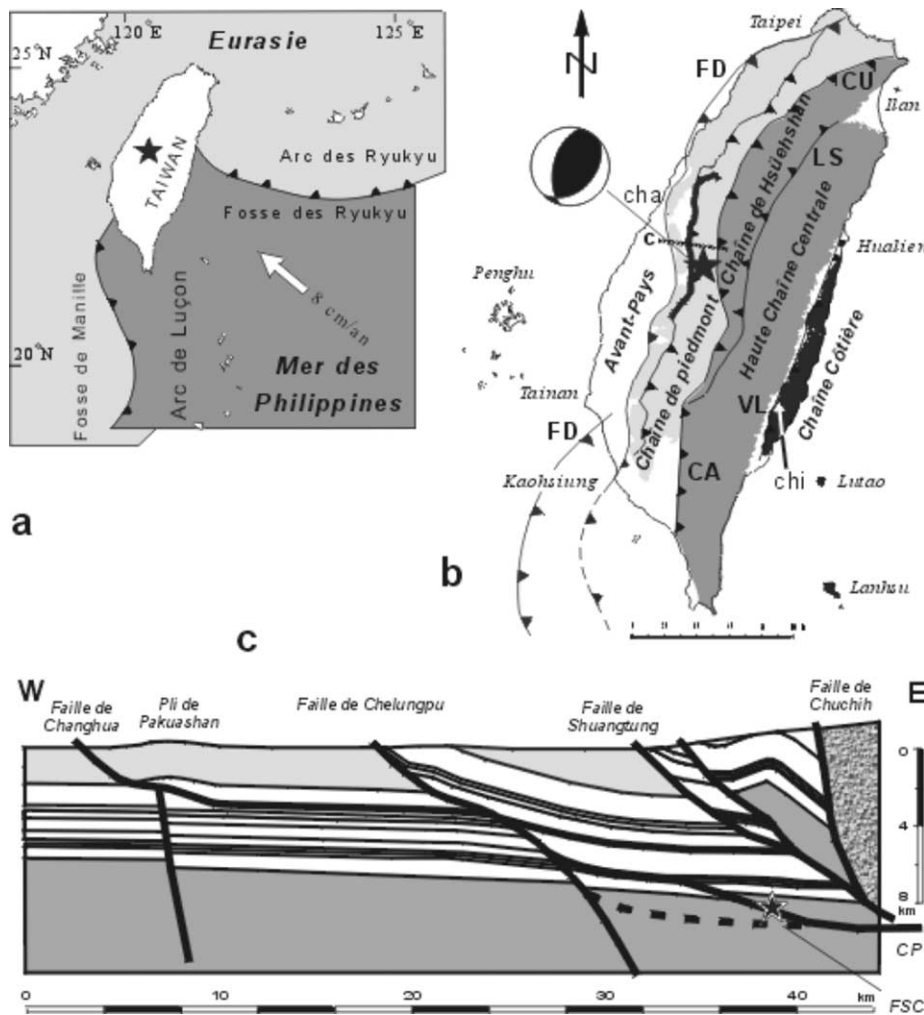 120°E
125°E
25°N
Eurasie
TAIWAN
Arc des Ryukyu
Fosse des Ryukyu
8 cm/an
Fosse de Manille
Arc de Luçon
20°N
Mer des
Philippines
a
N
Taipei
FD
CU
Ilan
cha
Chaîne de Hsüehshan
LS
C
Hualien
Penghu
Avant-Pays
Chaîne de piedmont
Haute Chaîne Centrale
Chaîne Côtière
Tainan
VL
FD
CA
Kaohsiung
chi
Lutao
b
Lanhsu
c
W
E
Faille de
Changhua
Pli de
Pakuashan
Faille de Chelungpu
Faille de
Shuangtung
Faille de
Chuchih
0
4
8
km
CP
0 10 20 30 40 km
FSC